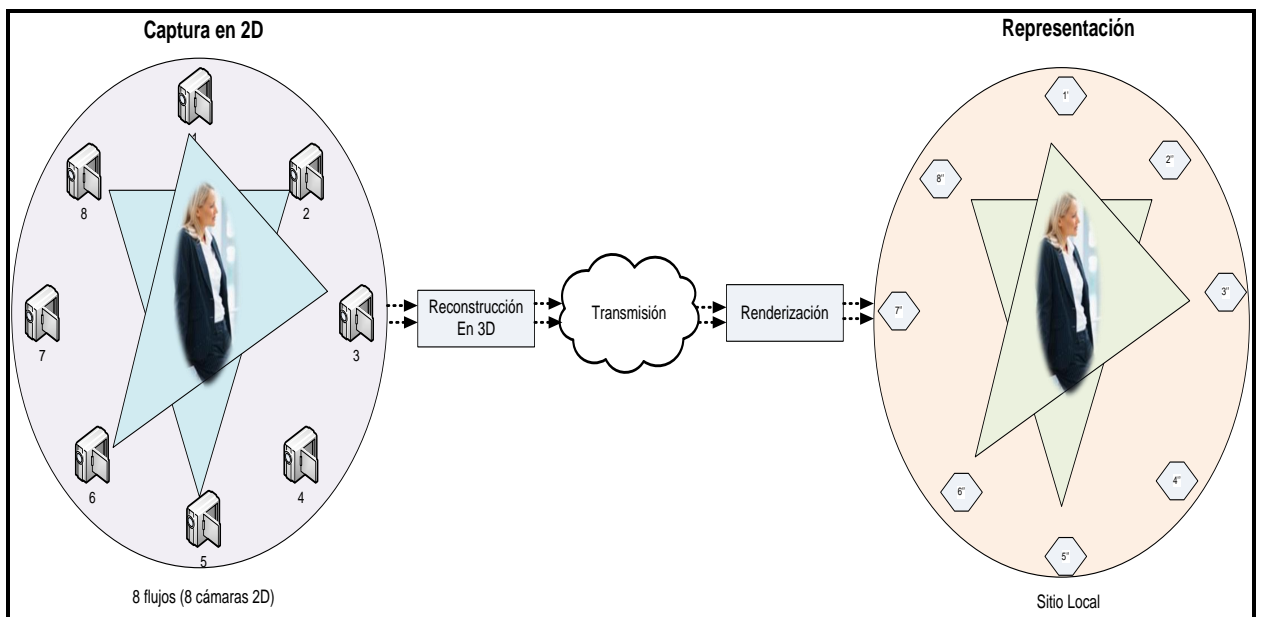 Captura en 2D
Representación
1
2
3
4
5
6
7
8
8 flujos (8 cámaras 2D)
Reconstrucción
En 3D
Transmisión
Renderización
1'
2"
3"
4"
5"
6"
7"
8"
Sitio Local